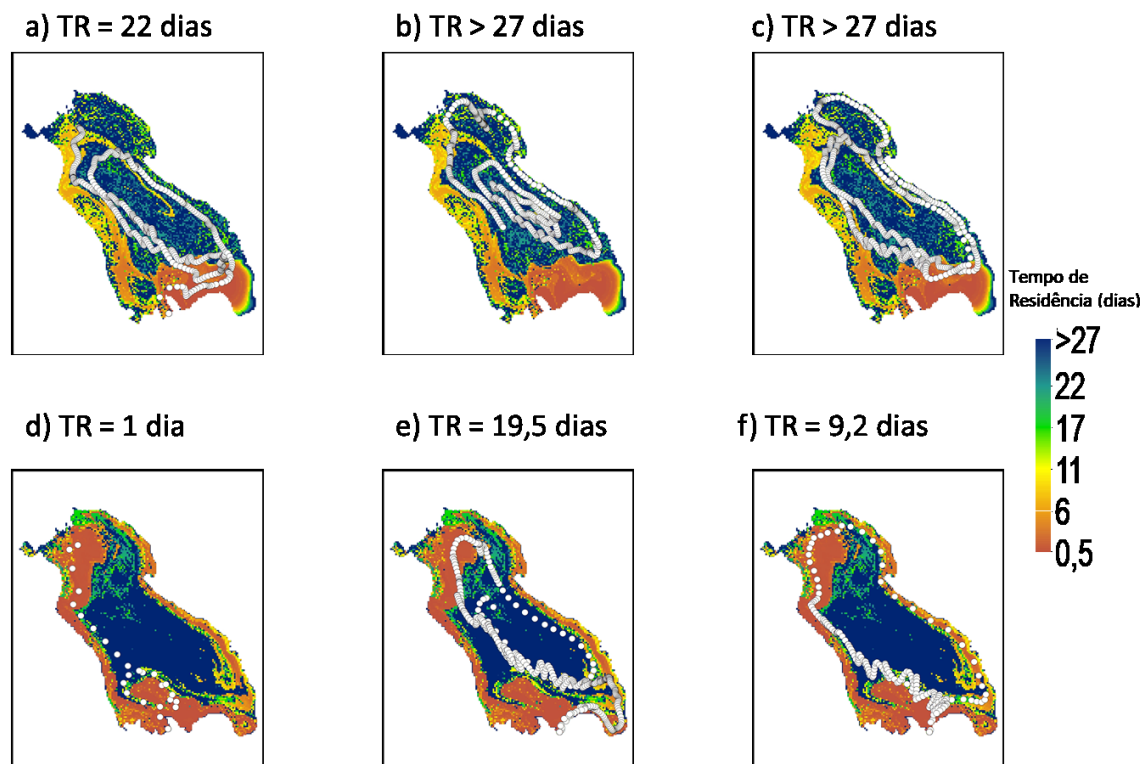 a) TR = 22 dias
b) TR > 27 dias
c) TR > 27 dias
Tempo de
Residência (dias)
>27
22
17
11
6
0,5
d) TR = 1 dia
e) TR = 19,5 dias
f) TR = 9,2 dias